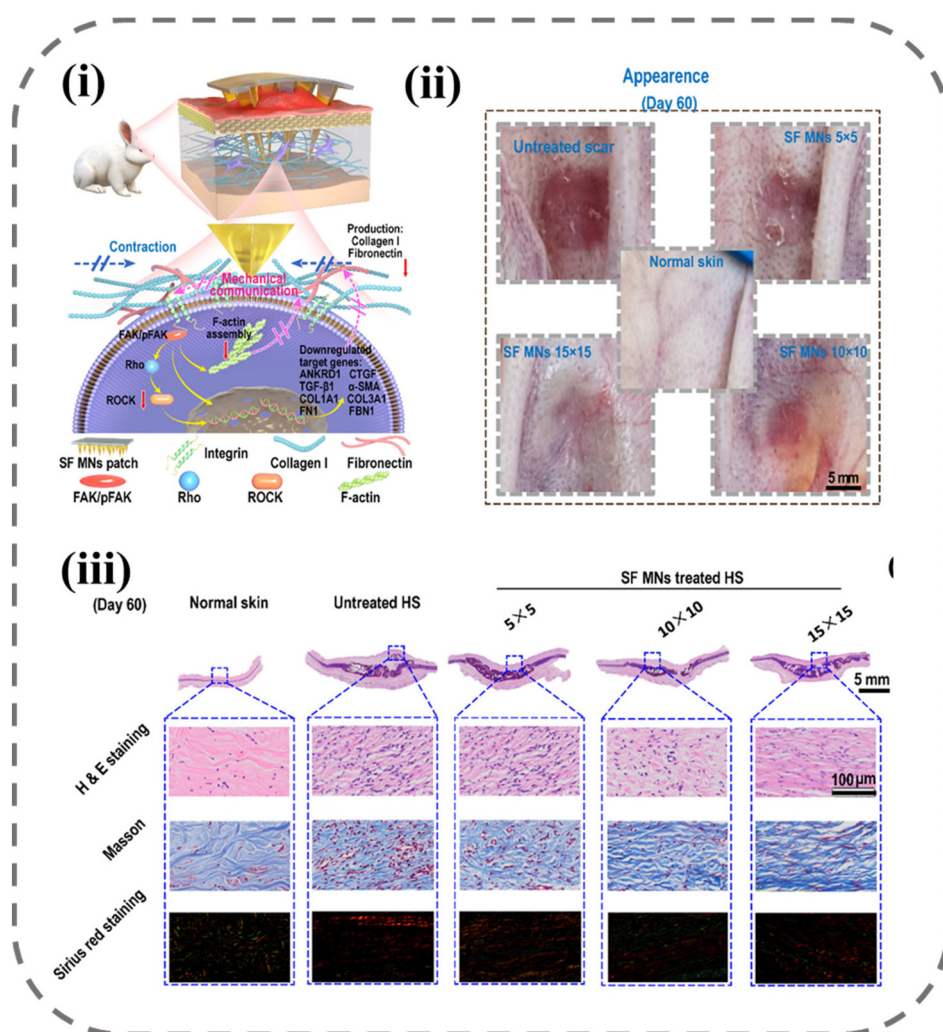 (i)
Contraction
Production:
Collagen I
Fibronectin
Mechanical
communication
FAK/pFAK
F-actin
assembly
Rho
ROCK
Downregulated
target genes:
ANKRD1 CTGF
TGF-β1 α-SMA
COL1A1 COL3A1
FN1 FBN1
SF MNs patch
Integrin
Collagen I
Fibronectin
FAK/pFAK
Rho
ROCK
F-actin
(ii)
Appearence
(Day 60)
Untreated scar
SF MNs 5×5
Normal skin
SF MNs 15×15
SF MNs 10×10
5 mm
(iii)
(Day 60)
Normal skin
Untreated HS
SF MNs treated HS
5×5
10×10
15×15
5 mm
H & E staining
100 μm
Masson
Sirius red staining